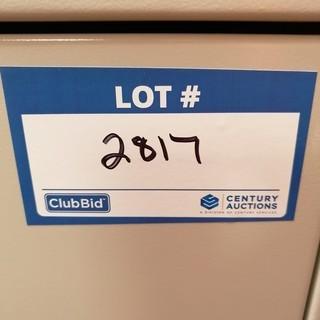 LOT #
2817
ClubBid
CENTURY
AUCTIONS
A DIVISION OF CENTURY SERVICES